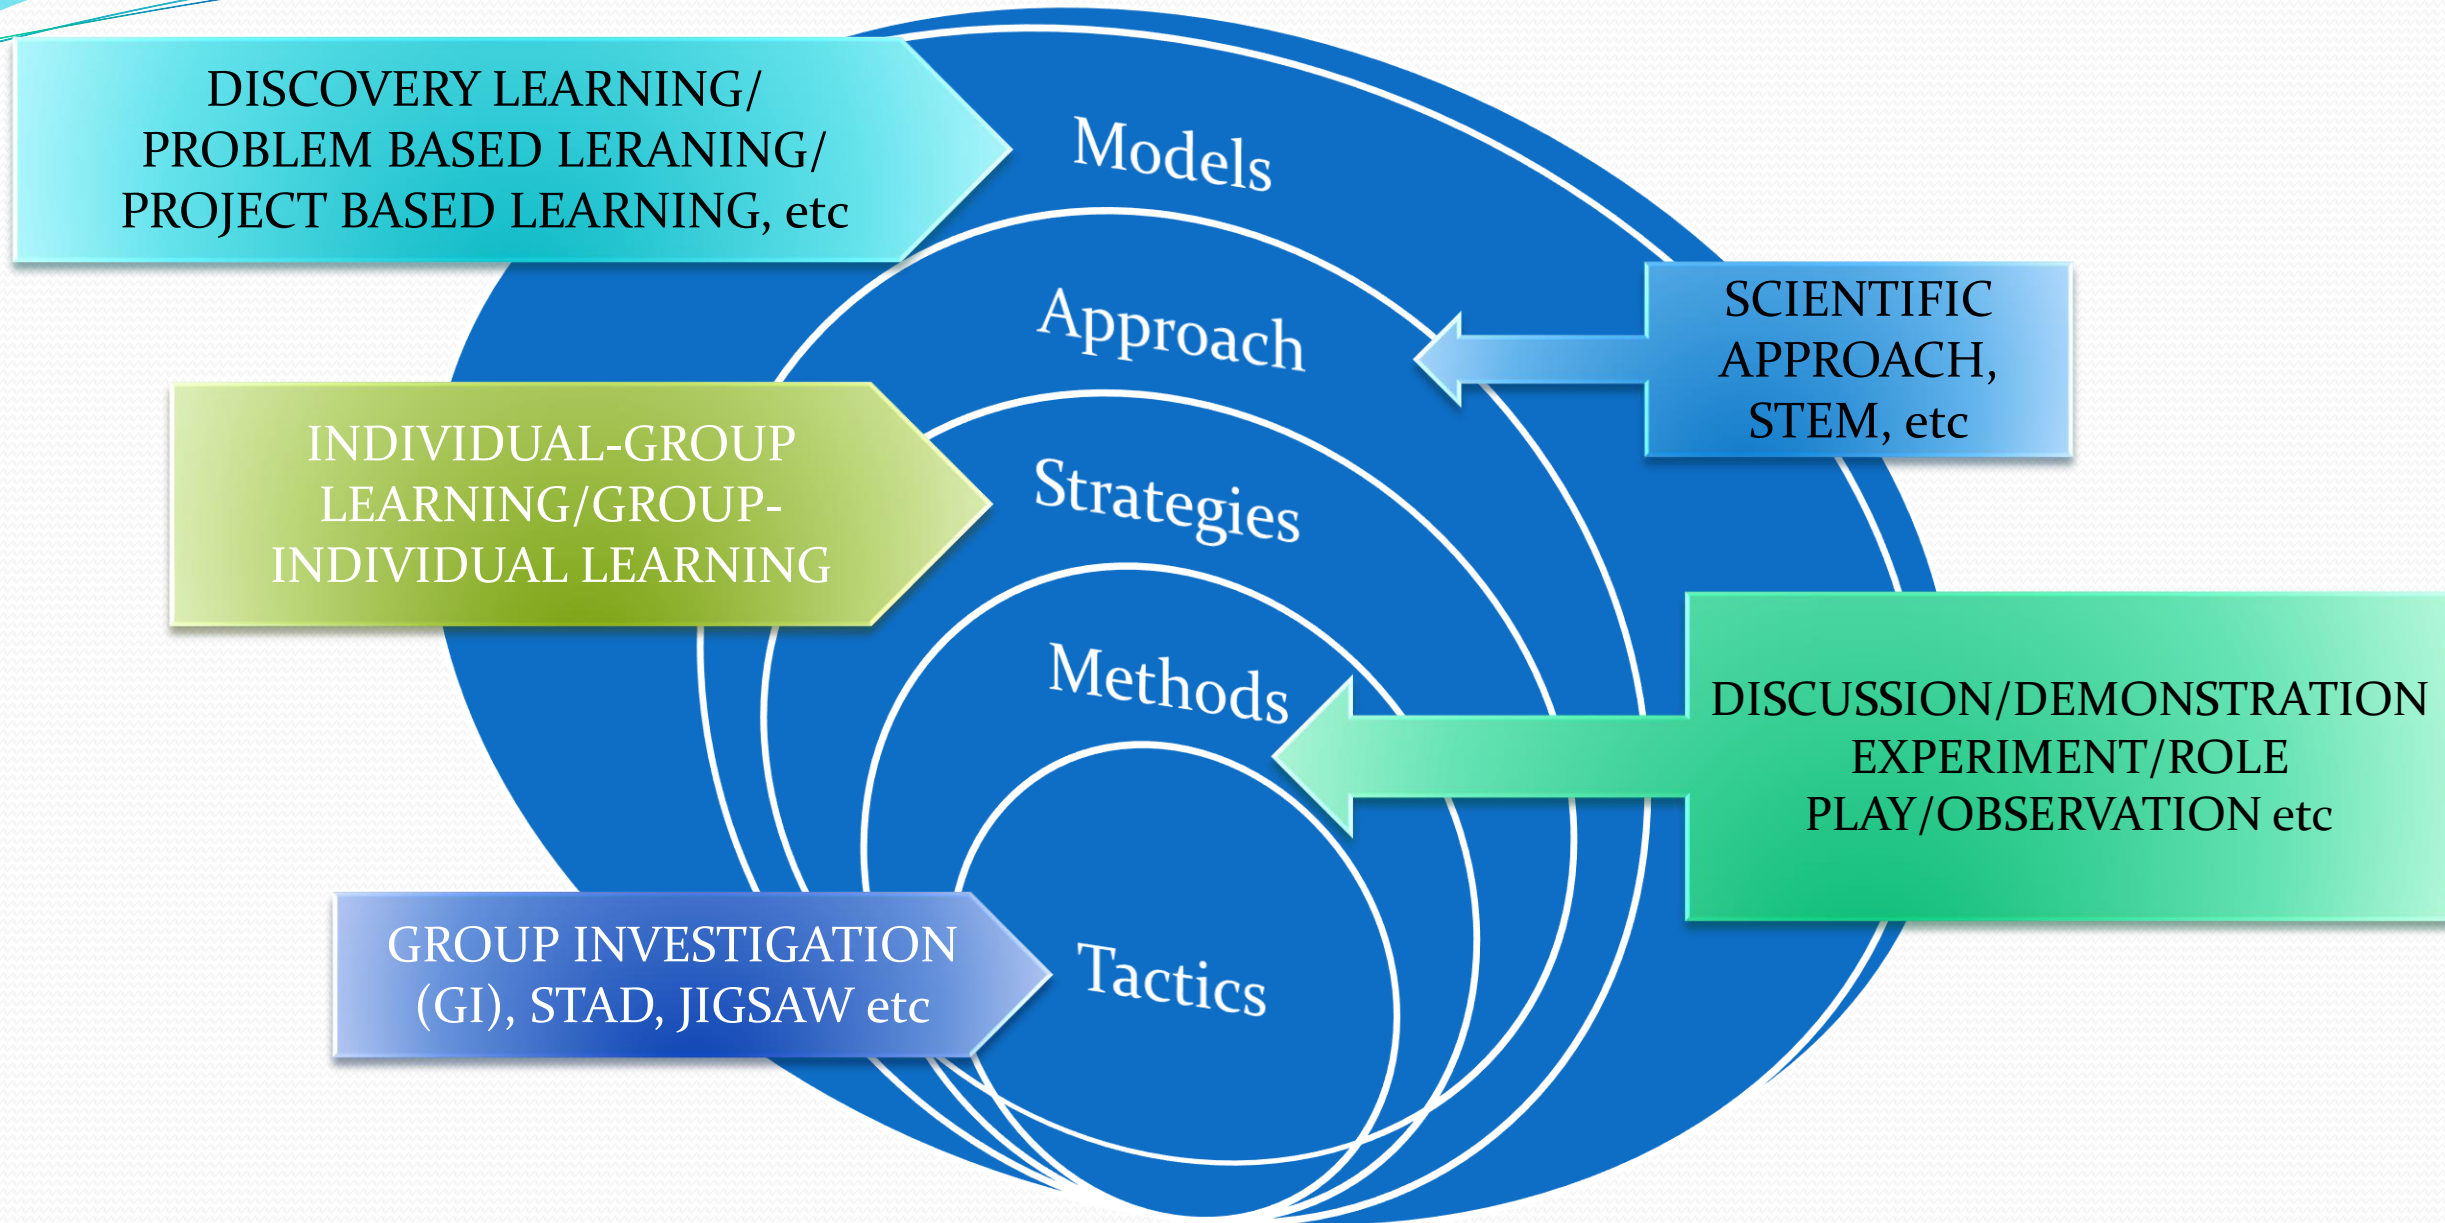 DISCOVERY LEARNING/
PROBLEM BASED LERANING/
PROJECT BASED LEARNING, etc
Models
Approach
SCIENTIFIC
APPROACH,
STEM, etc
INDIVIDUAL-GROUP
LEARNING/GROUP-
INDIVIDUAL LEARNING
Strategies
Methods
DISCUSSION/DEMONSTRATION
EXPERIMENT/ROLE
PLAY/OBSERVATION etc
GROUP INVESTIGATION
(GI), STAD, JIGSAW etc
Tactics